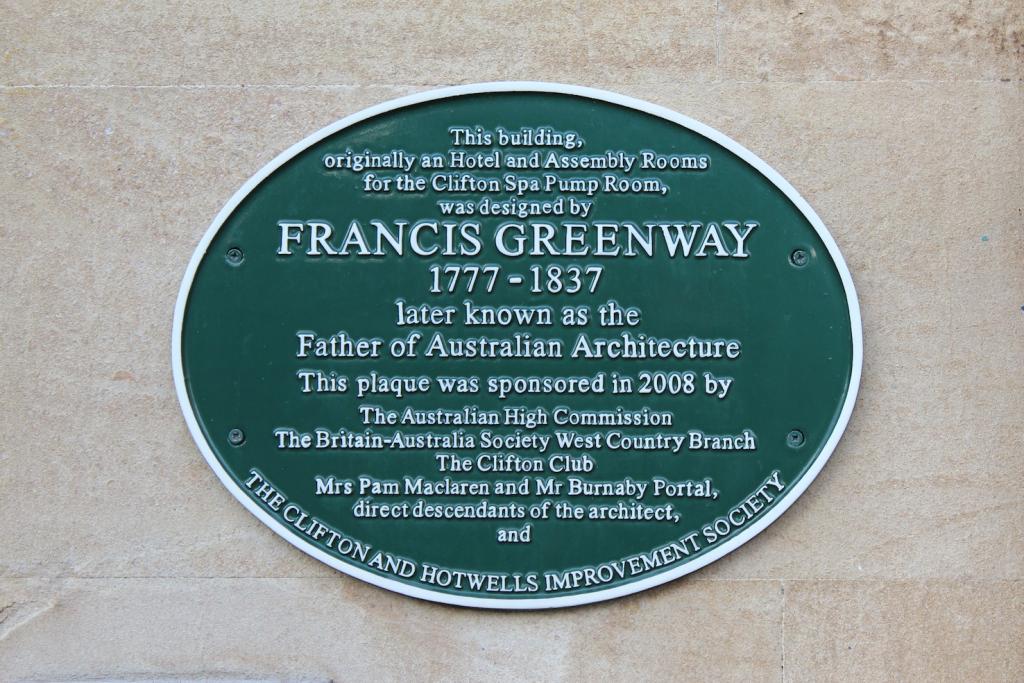 This building,
originally an Hotel and Assembly Rooms
for the Clifton Spa Pump Room,
was designed by
FRANCIS GREENWAY
1777 - 1837
later known as the
Father of Australian Architecture
This plaque was sponsored in 2008 by
The Australian High Commission
The Britain-Australia Society West Country Branch
The Clifton Club
Mrs Pam Maclaren and Mr Burnaby Portal,
direct descendants of the architect,
and
THE CLIFTON AND HOTWELLS IMPROVEMENT SOCIETY